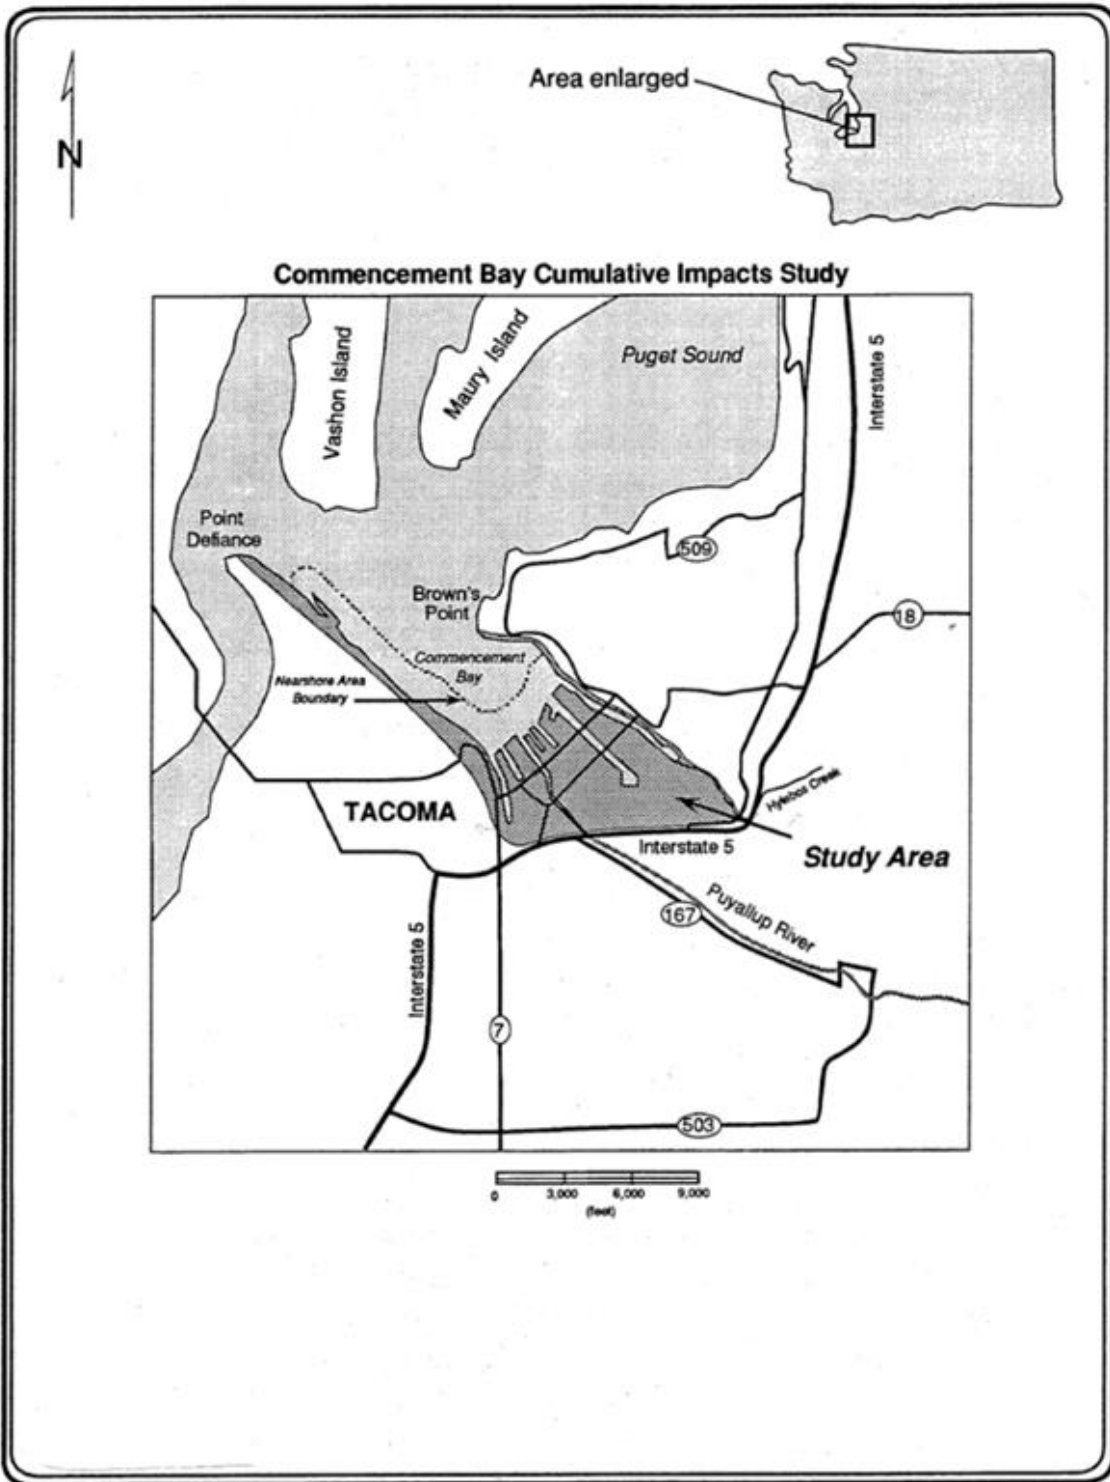 Area enlarged
N
Commencement Bay Cumulative Impacts Study
Vashon Island
Maury Island
Puget Sound
Interstate 5
Point
Defiance
509
Brown's
Point
18
Commencement
Bay
Nearshore Area
Boundary
TACOMA
Hylebos Creek
Interstate 5
Study Area
Puyallup River
167
Interstate 5
7
503
0 3,000 6,000 9,000
(feet)